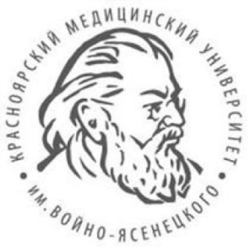 КРАСНОЯРСКИЙ МЕДИЦИНСКИЙ УНИВЕРСИТЕТ
ИМ. ВОЙНО-ЯСЕНЕЦКОГО